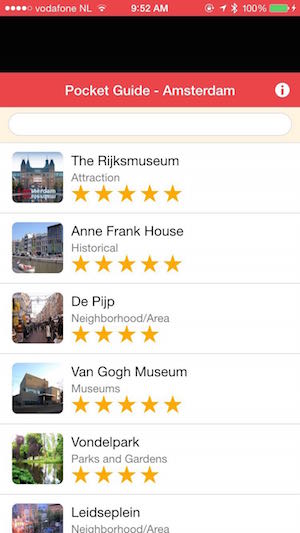 vodafone NL 9:52 AM 100%
Pocket Guide - Amsterdam
The Rijksmuseum
Attraction
Anne Frank House
Historical
De Pijp
Neighborhood/Area
Van Gogh Museum
Museums
Vondelpark
Parks and Gardens
Leidseplein
Neighborhood/Area